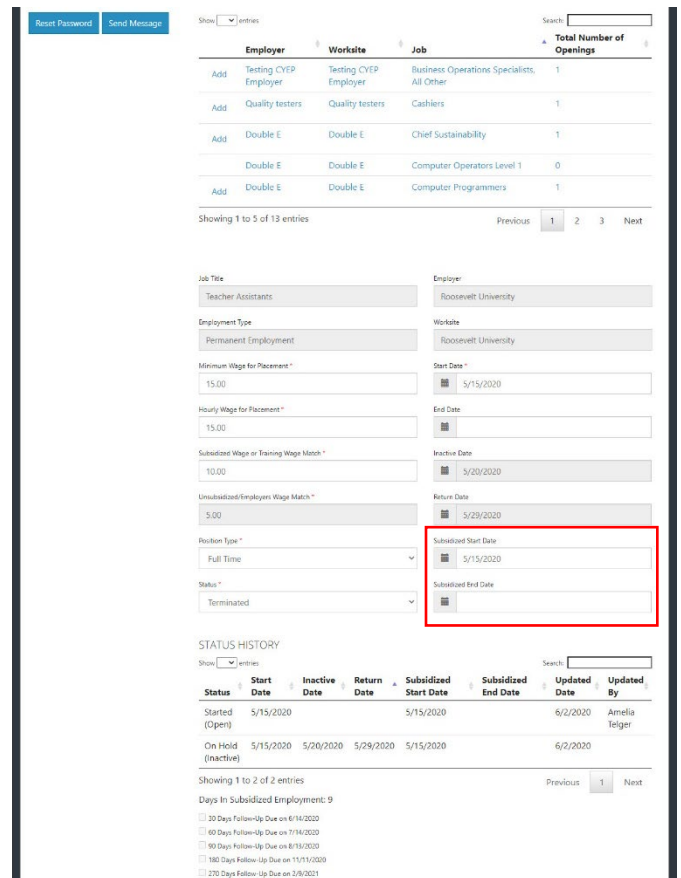 Reset Password Send Message
Show entries Search:
Employer Worksite Job Total Number of Openings
Add Testing CYEP Employer Testing CYEP Employer Business Operations Specialists, All Other 1
Add Quality testers Quality testers Cashiers 1
Add Double E Double E Chief Sustainability 1
Double E Double E Computer Operators Level 1 0
Add Double E Double E Computer Programmers 1
Showing 1 to 5 of 13 entries Previous 1 2 3 Next
Job Title Employer
Teacher Assistants Roosevelt University
Employment Type Worksite
Permanent Employment Roosevelt University
Minimum Wage for Placement * Start Date *
15.00 5/15/2020
Hourly Wage for Placement * End Date
15.00
Subsidized Wage or Training Wage Match * Inactive Date
10.00 5/20/2020
Unsubsidized/Employers Wage Match * Return Date
5.00 5/29/2020
Position Type * Subsidized Start Date
Full Time 5/15/2020
Status * Subsidized End Date
Terminated
STATUS HISTORY
Show entries Search:
Status Start Date Inactive Date Return Date Subsidized Start Date Subsidized End Date Updated Date Updated By
Started (Open) 5/15/2020 5/15/2020 6/2/2020 Amelia Telger
On Hold (Inactive) 5/15/2020 5/20/2020 5/29/2020 5/15/2020 6/2/2020
Showing 1 to 2 of 2 entries Previous 1 Next
Days In Subsidized Employment: 9
30 Days Follow-Up Due on 6/14/2020
60 Days Follow-Up Due on 7/14/2020
90 Days Follow-Up Due on 8/13/2020
180 Days Follow-Up Due on 11/11/2020
270 Days Follow-Up Due on 2/9/2021